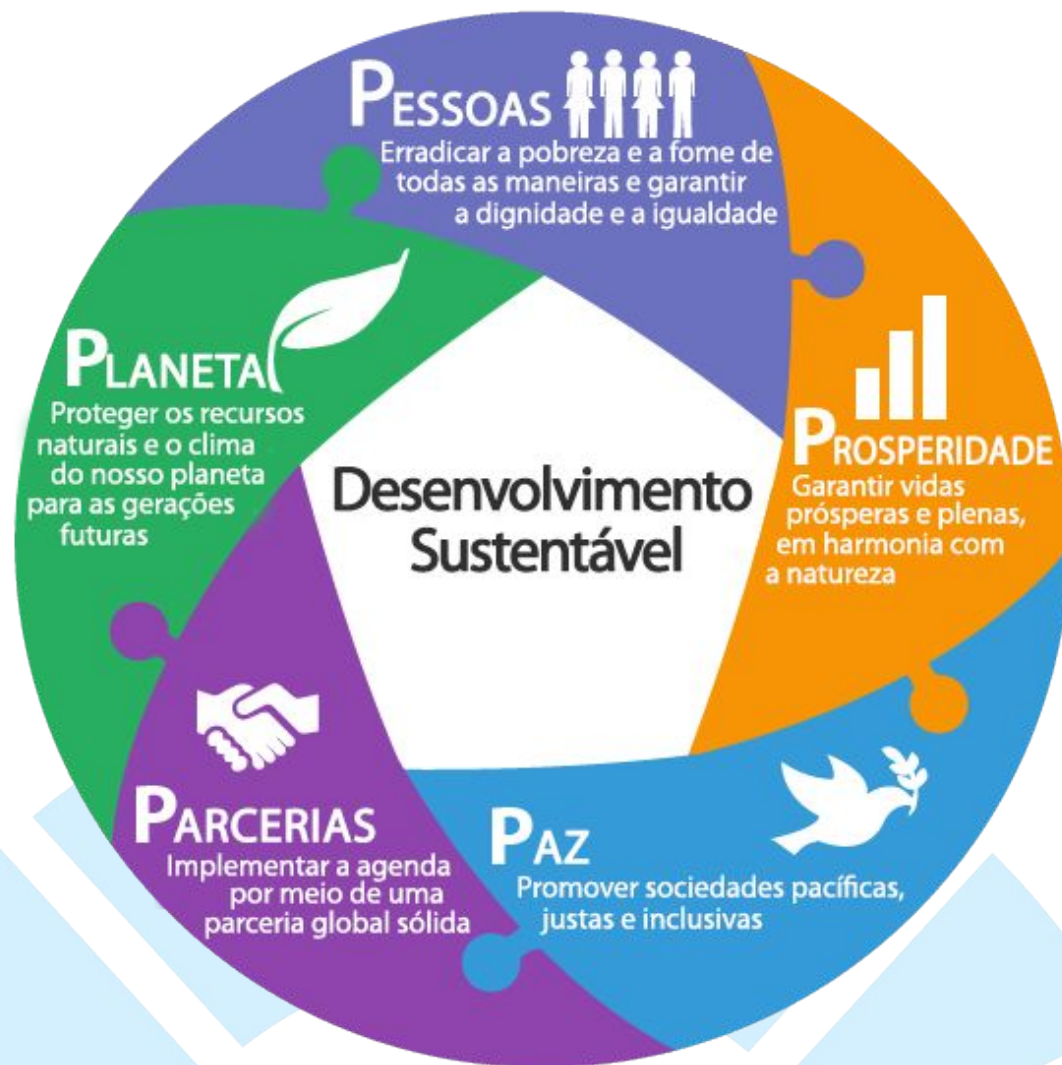 PESSOAS
Erradicar a pobreza e a fome de
todas as maneiras e garantir
a dignidade e a igualdade
PLANETA
Proteger os recursos
naturais e o clima
do nosso planeta
para as gerações
futuras
Desenvolvimento
Sustentável
PROSPERIDADE
Garantir vidas
prósperas e plenas,
em harmonia com
a natureza
PARCERIAS
Implementar a agenda
por meio de uma
parceria global sólida
PAZ
Promover sociedades pacíficas,
justas e inclusivas